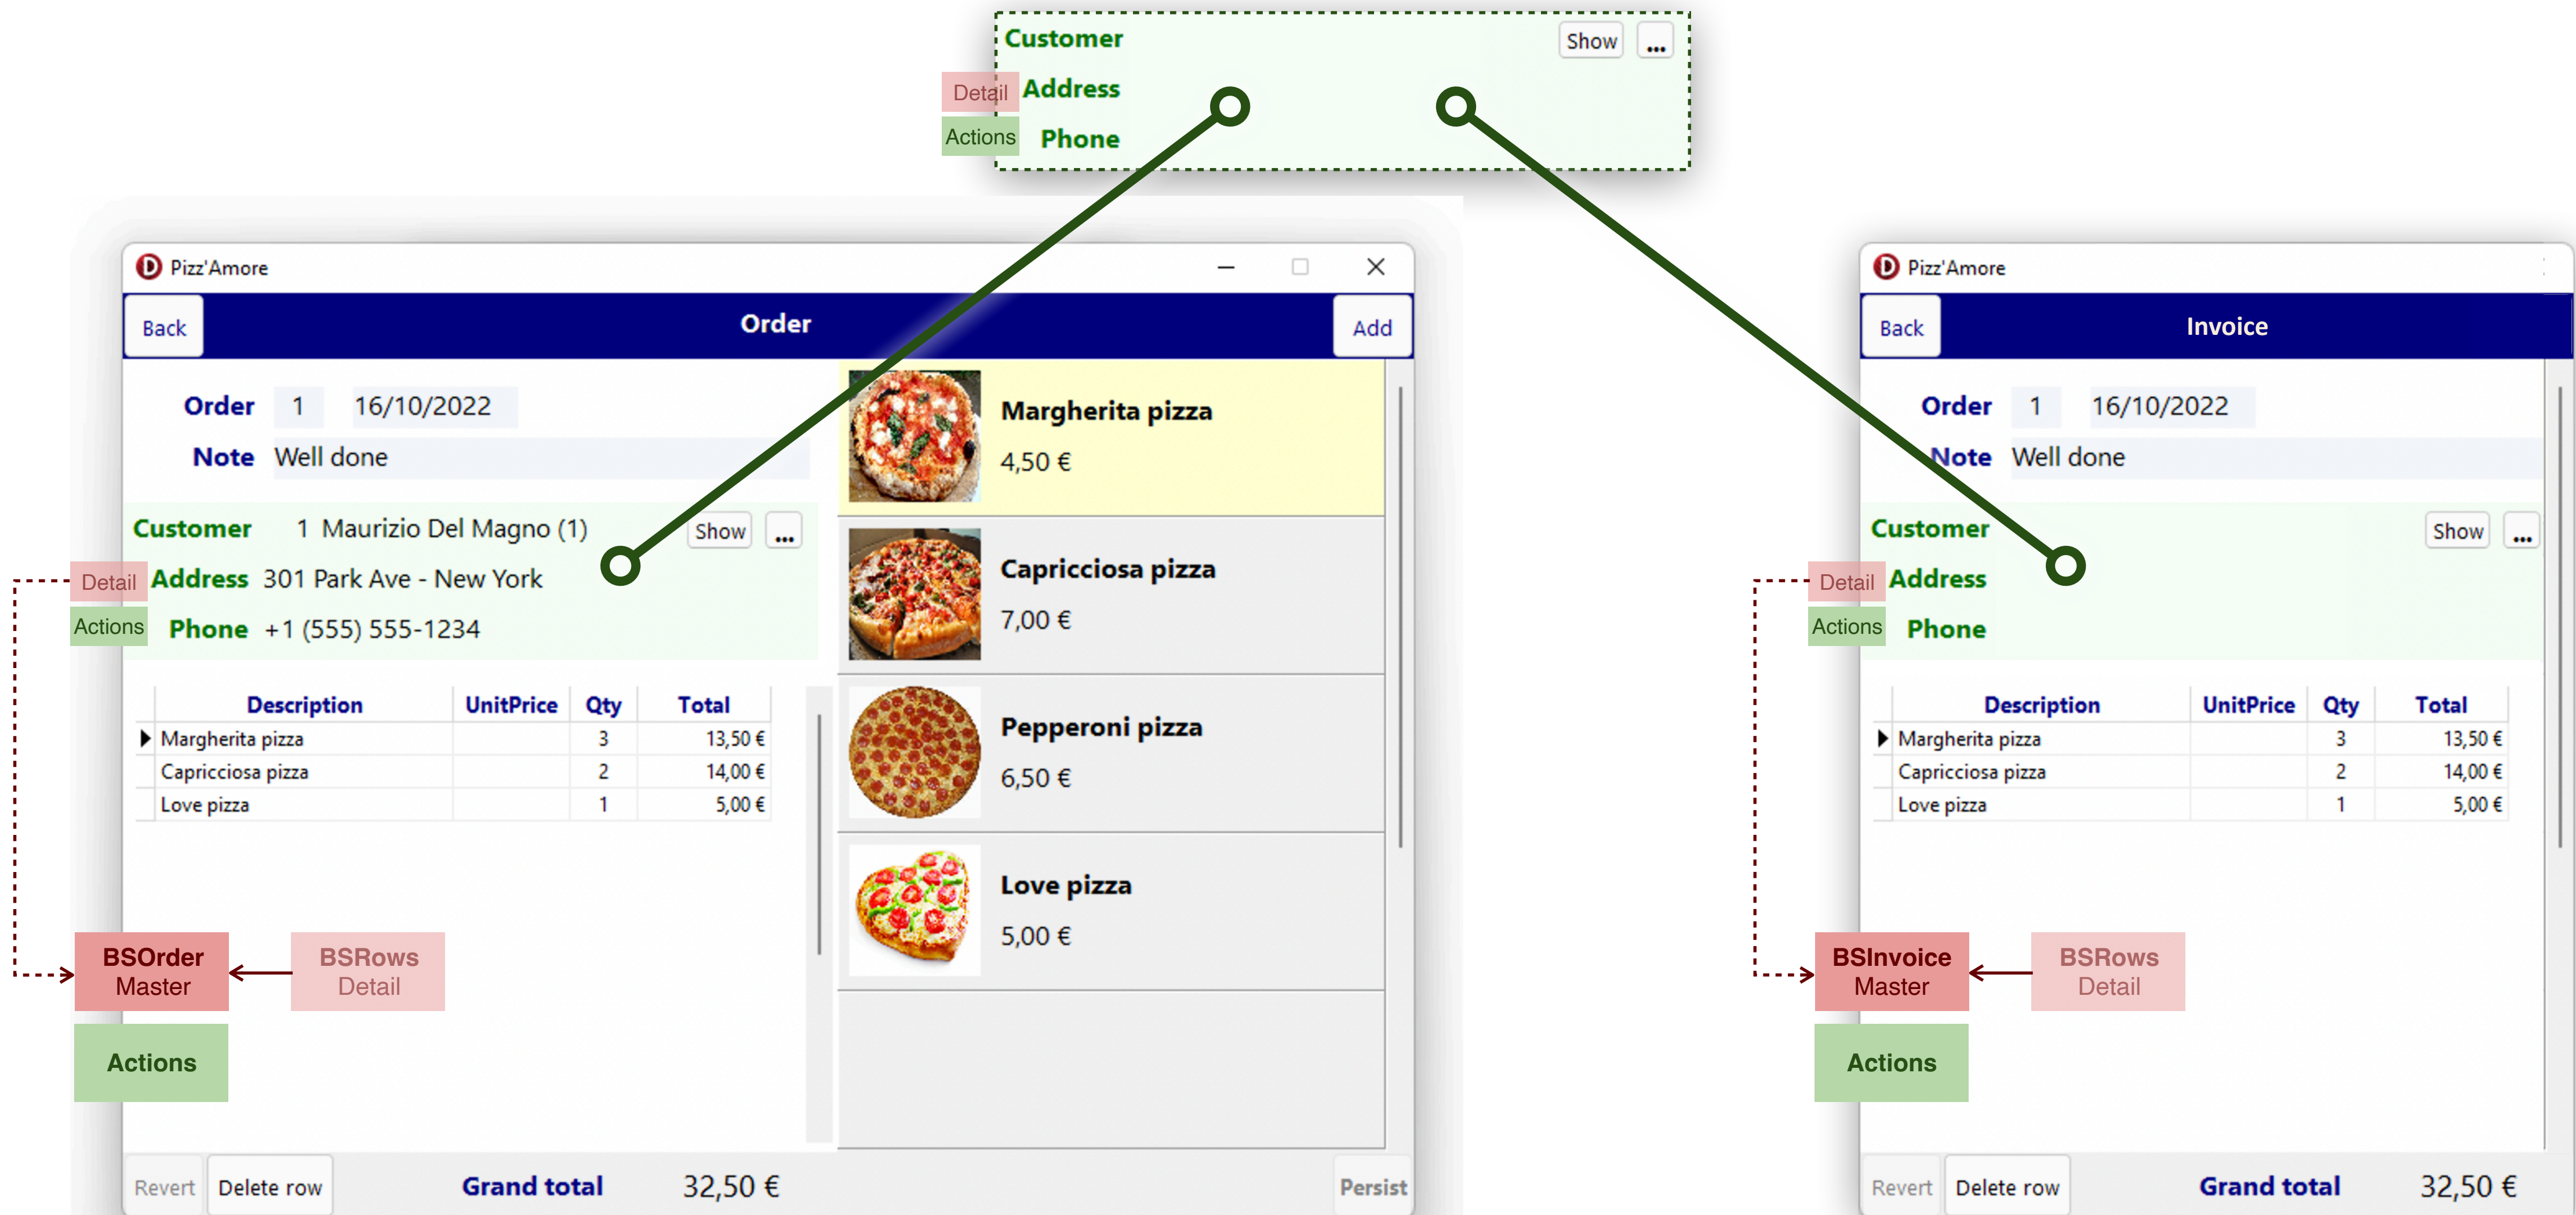 Customer Show ...
Detail Address
Actions Phone
Pizz'Amore
Back Order Add
Order 1 16/10/2022
Note Well done
Customer 1 Maurizio Del Magno (1) Show ...
Detail Address 301 Park Ave - New York
Actions Phone +1 (555) 555-1234
Description UnitPrice Qty Total
Margherita pizza 3 13,50 €
Capricciosa pizza 2 14,00 €
Love pizza 1 5,00 €
BSOrder BSRows
Master Detail
Actions
Margherita pizza
4,50 €
Capricciosa pizza
7,00 €
Pepperoni pizza
6,50 €
Love pizza
5,00 €
Revert Delete row Grand total 32,50 € Persist
Pizz'Amore
Back Invoice
Order 1 16/10/2022
Note Well done
Customer Show ...
Detail Address
Actions Phone
Description UnitPrice Qty Total
Margherita pizza 3 13,50 €
Capricciosa pizza 2 14,00 €
Love pizza 1 5,00 €
BSInvoice BSRows
Master Detail
Actions
Revert Delete row Grand total 32,50 €